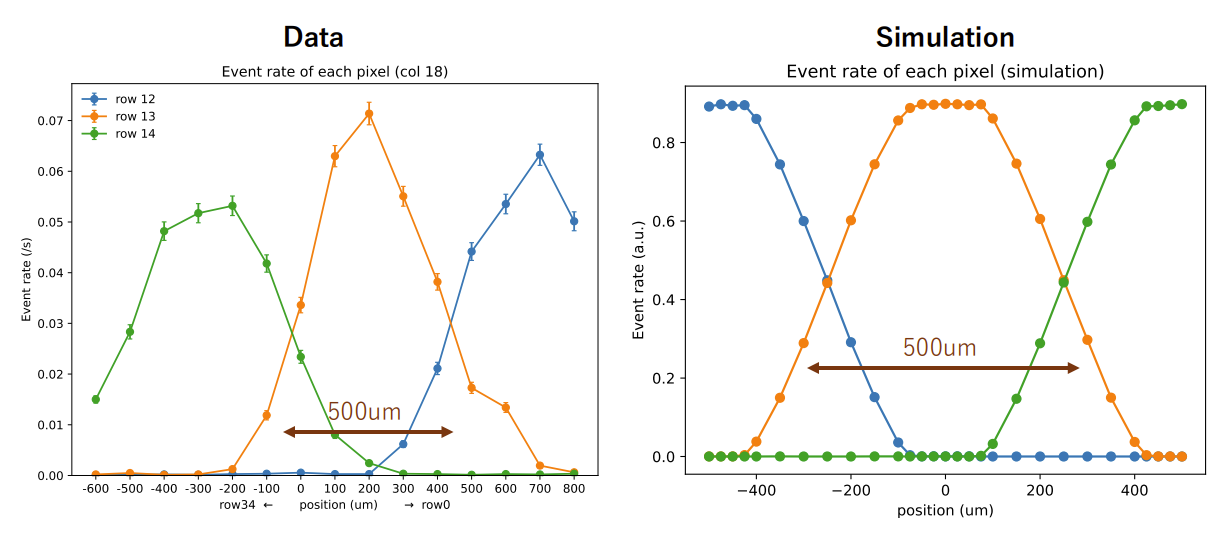 Data
Event rate of each pixel (col 18)
row 12
row 13
row 14
Event rate (/s)
0.07
0.06
0.05
0.04
0.03
0.02
0.01
0.00
500um
-600 -500 -400 -300 -200 -100 0 100 200 300 400 500 600 700 800
row34 ← position (um) → row0
Simulation
Event rate of each pixel (simulation)
Event rate (a.u.)
0.8
0.6
0.4
0.2
0.0
500um
−400 −200 0 200 400
position (um)